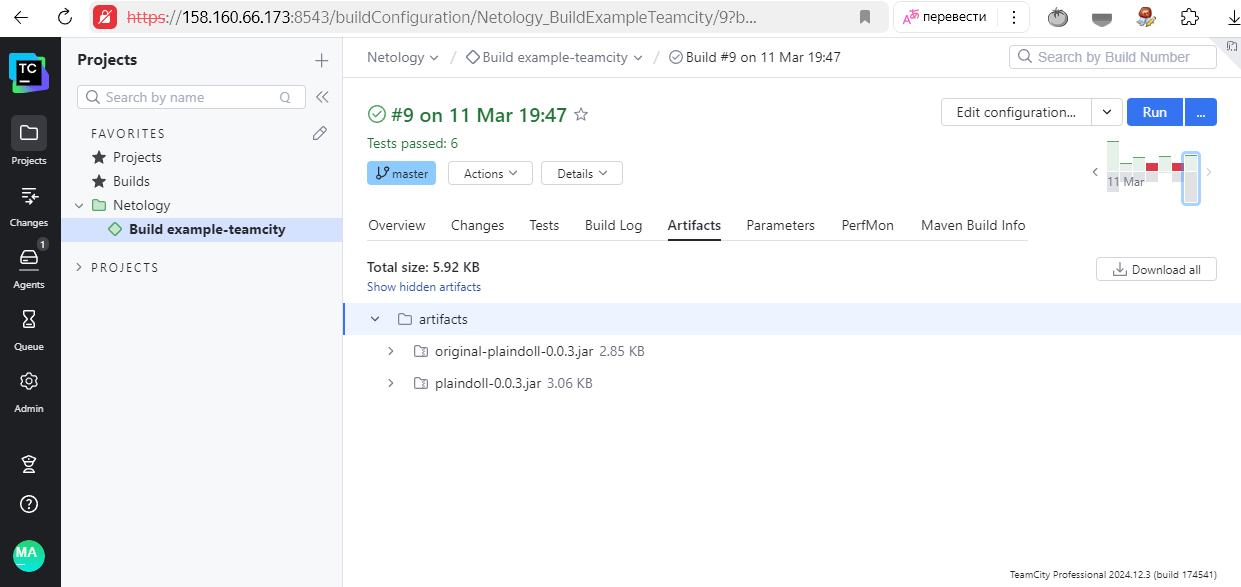 https://158.160.66.173:8543/buildConfiguration/Netology_BuildExampleTeamcity/9?b...
перевести
TC
Projects
Changes
1
Agents
Queue
Admin
MA
Projects
Search by name
FAVORITES
Projects
Builds
Netology
Build example-teamcity
PROJECTS
Netology / Build example-teamcity / Build #9 on 11 Mar 19:47
Search by Build Number
#9 on 11 Mar 19:47
Edit configuration...
Run
...
Tests passed: 6
master
Actions
Details
11 Mar
Overview Changes Tests Build Log Artifacts Parameters PerfMon Maven Build Info
Total size: 5.92 KB
Show hidden artifacts
Download all
artifacts
original-plaindoll-0.0.3.jar 2.85 KB
plaindoll-0.0.3.jar 3.06 KB
TeamCity Professional 2024.12.3 (build 174541)